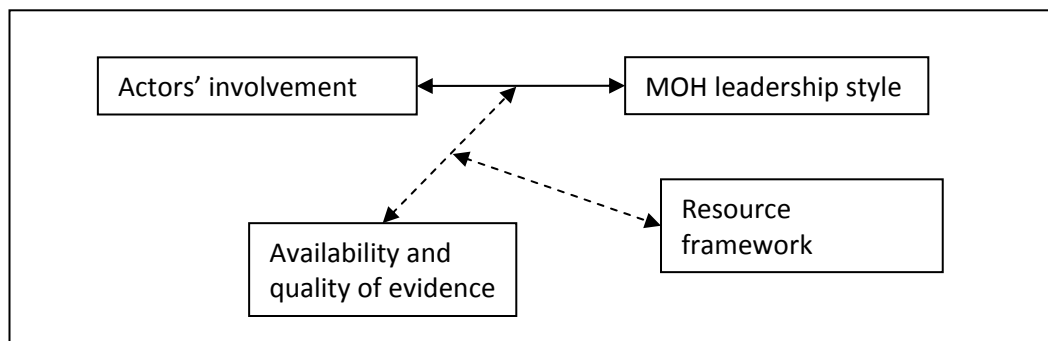 Actors’ involvement
MOH leadership style
Resource
framework
Availability and
quality of evidence